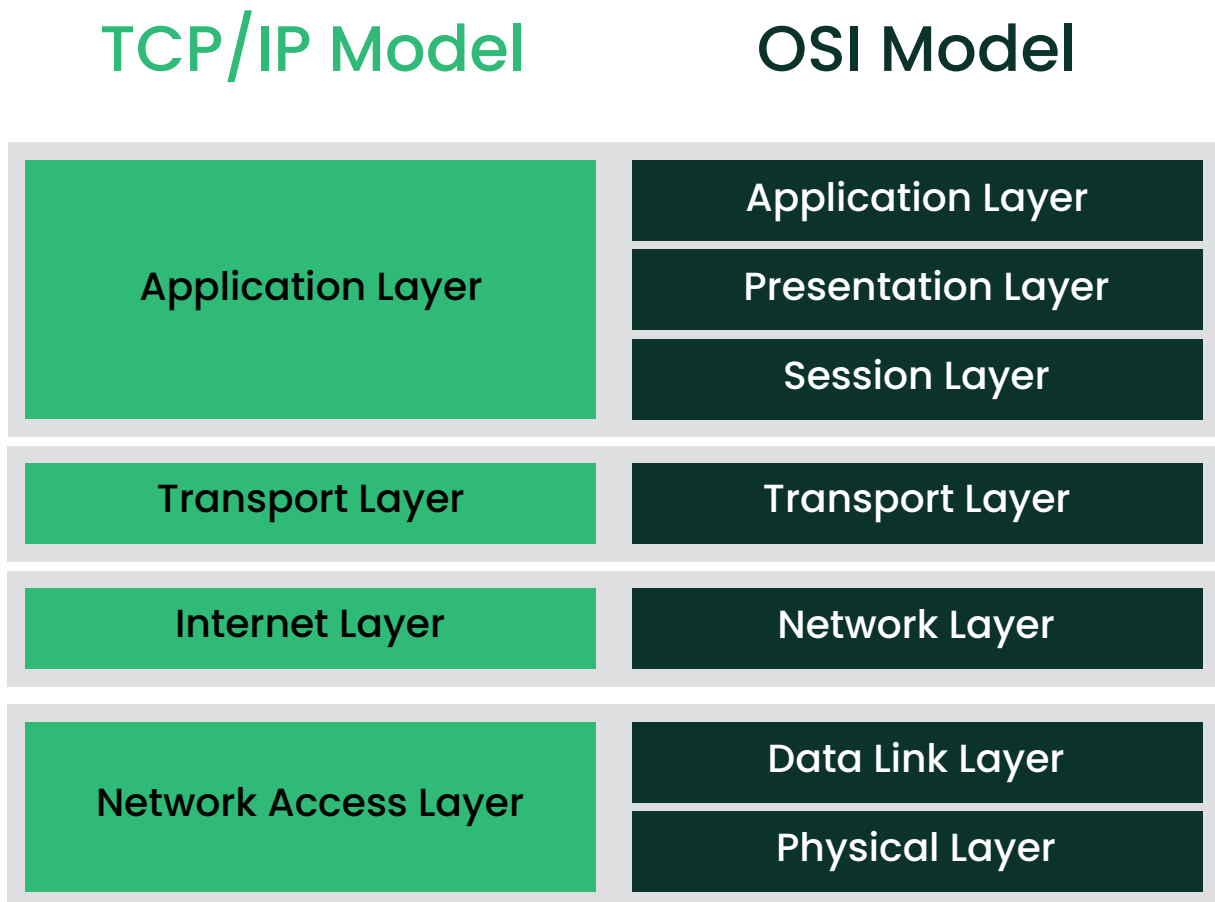 TCP/IP Model
OSI Model
Application Layer
Application Layer
Presentation Layer
Session Layer
Transport Layer
Transport Layer
Internet Layer
Network Layer
Network Access Layer
Data Link Layer
Physical Layer